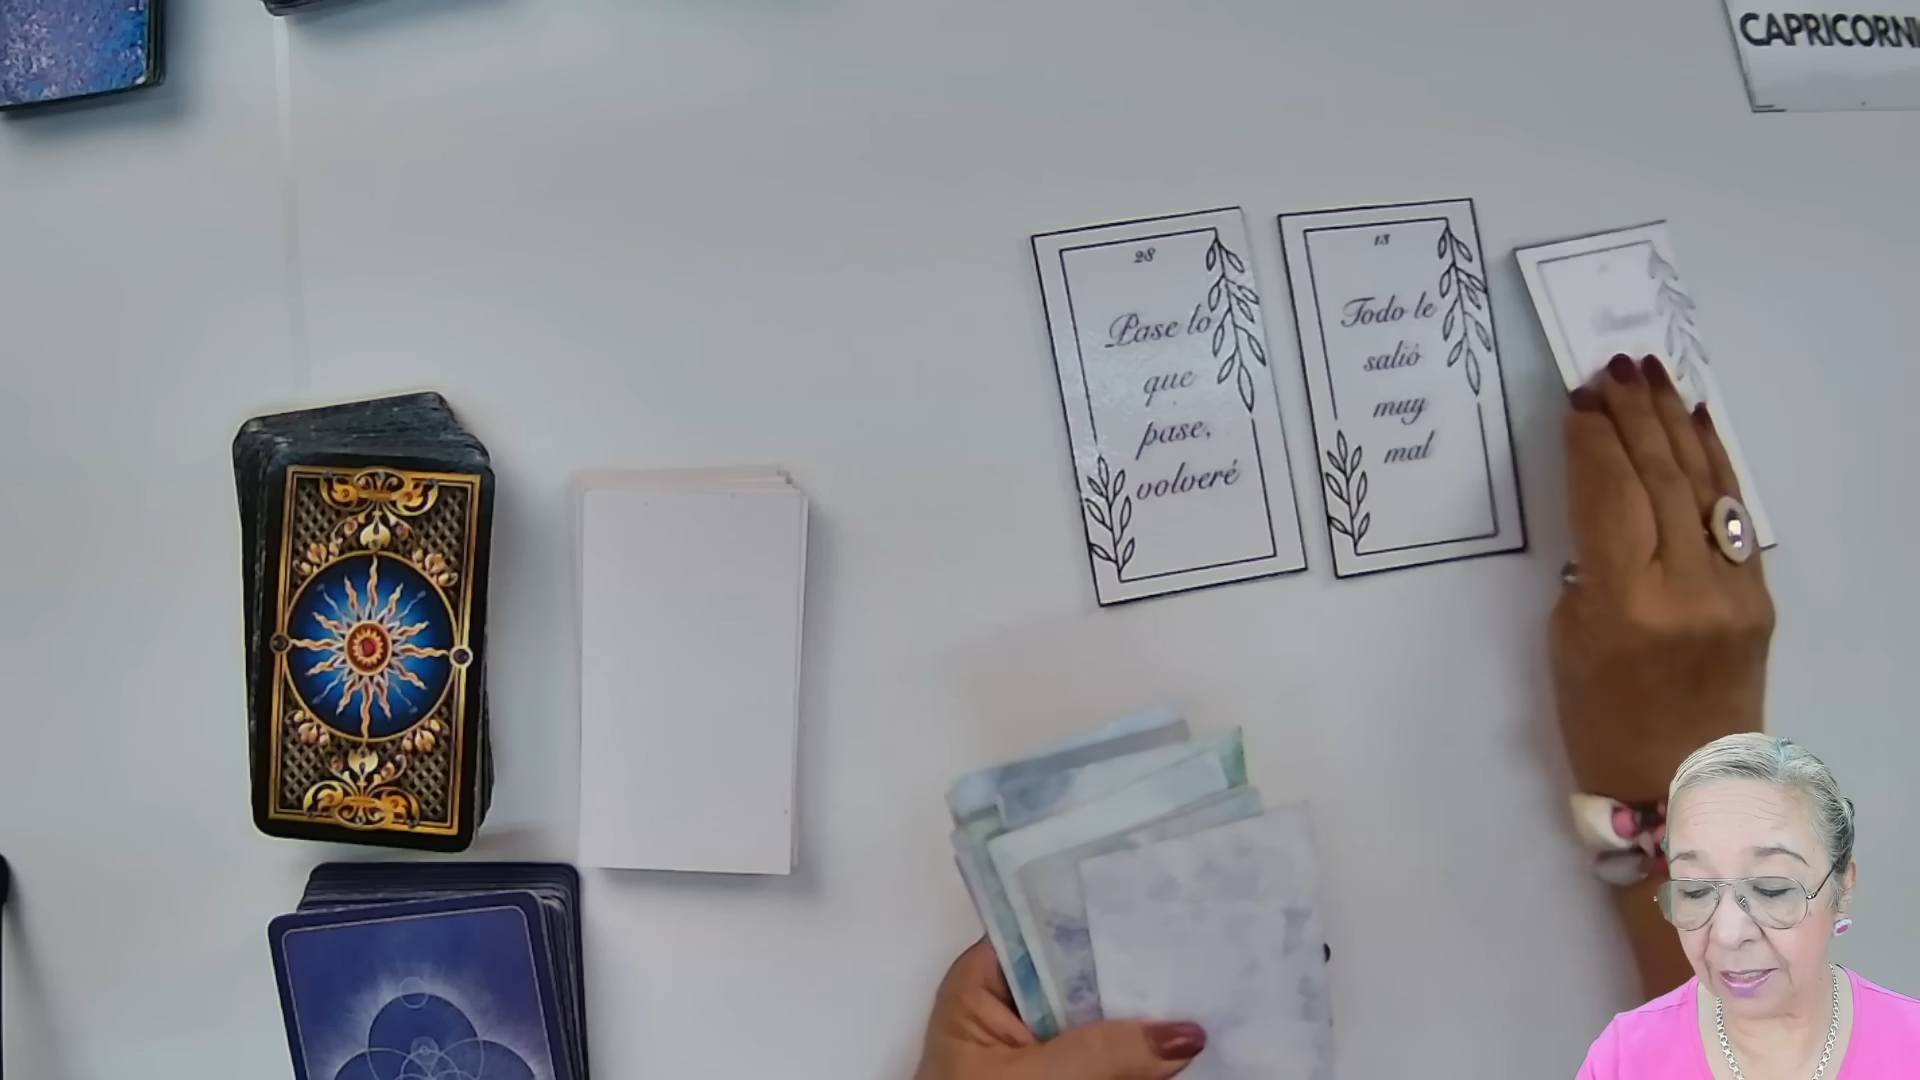 CAPRICORNI
28
Pase lo
que
pase,
volveré
13
Todo le
salió
muy
mal